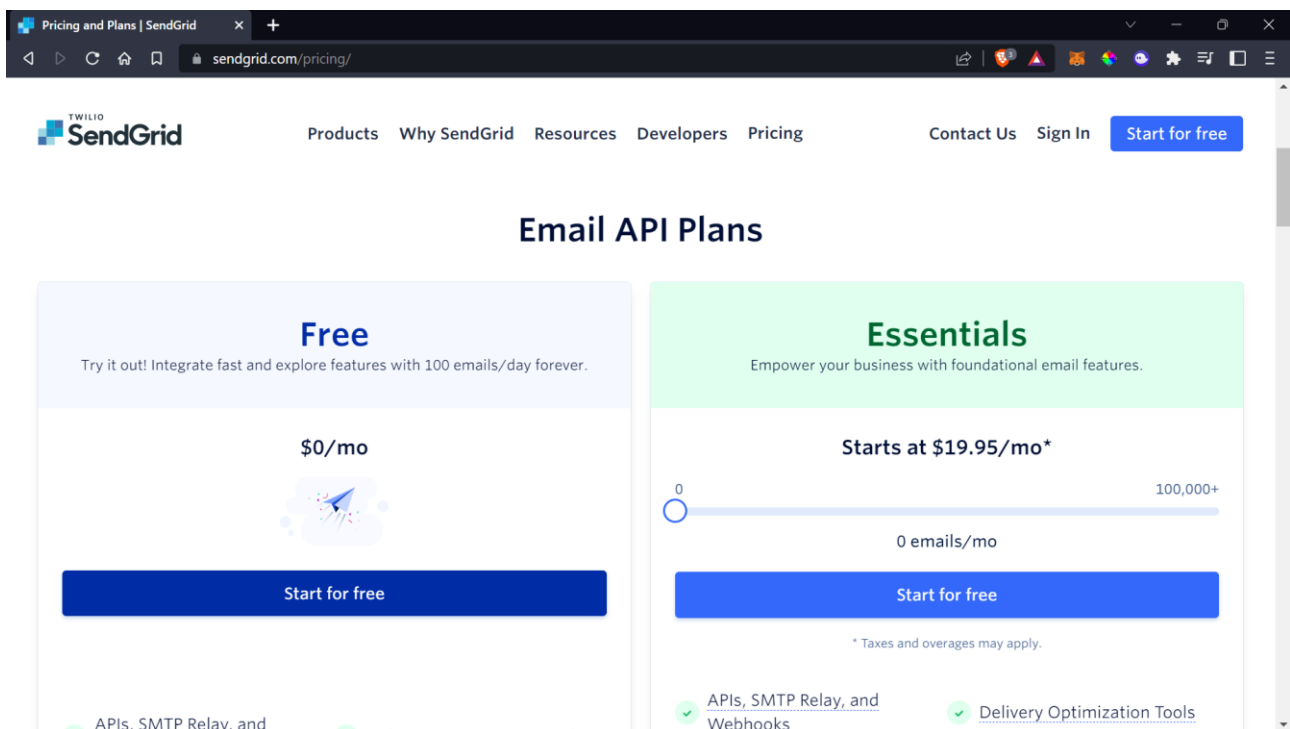 Pricing and Plans | SendGrid
sendgrid.com/pricing/
3
TWILIO
SendGrid
Products Why SendGrid Resources Developers Pricing Contact Us Sign In Start for free
Email API Plans
Free
Try it out! Integrate fast and explore features with 100 emails/day forever.
$0/mo
Start for free
APIs, SMTP Relay, and
Essentials
Empower your business with foundational email features.
Starts at $19.95/mo*
0 100,000+
0 emails/mo
Start for free
* Taxes and overages may apply.
APIs, SMTP Relay, and
Webhooks
Delivery Optimization Tools